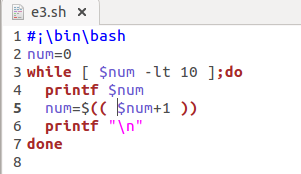 e3.sh ×
1 #¡\bin\bash
2 num=0
3 while [ $num -lt 10 ];do
4   printf $num
5   num=$(( $num+1 ))
6   printf "\n"
7 done
8